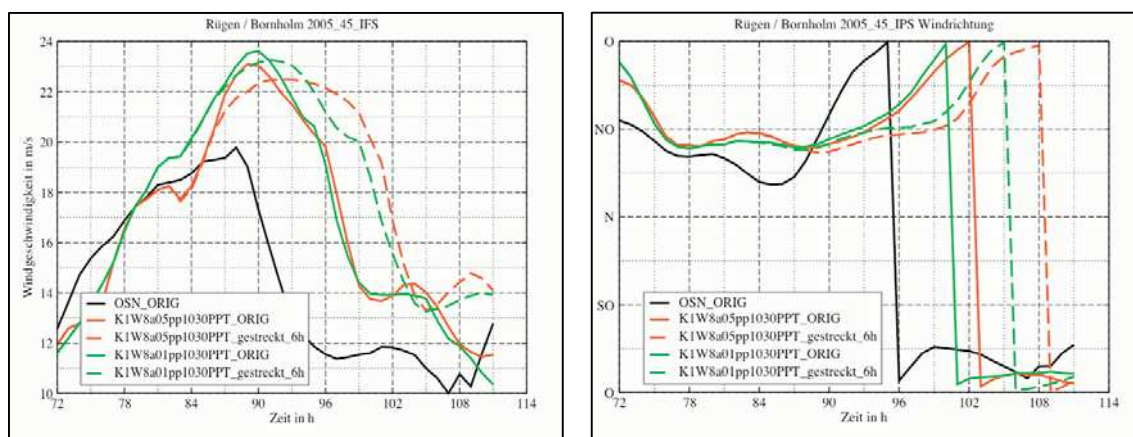 Rügen / Bornholm 2005_45_IFS
24
22
20
18
16
14
12
10
Windgeschwindigkeit in m/s
OSN_ORIG
K1W8a05pp1030PPT_ORIG
K1W8a05pp1030PPT_gestreckt_6h
K1W8a01pp1030PPT_ORIG
K1W8a01pp1030PPT_gestreckt_6h
72 78 84 90 96 102 108 114
Zeit in h
Rügen / Bornholm 2005_45_IPS Windrichtung
O
NO
N
SO
O
OSN_ORIG
K1W8a05pp1030PPT_ORIG
K1W8a05pp1030PPT_gestreckt_6h
K1W8a01pp1030PPT_ORIG
K1W8a01pp1030PPT_gestreckt_6h
72 78 84 90 96 102 108 114
Zeit in h